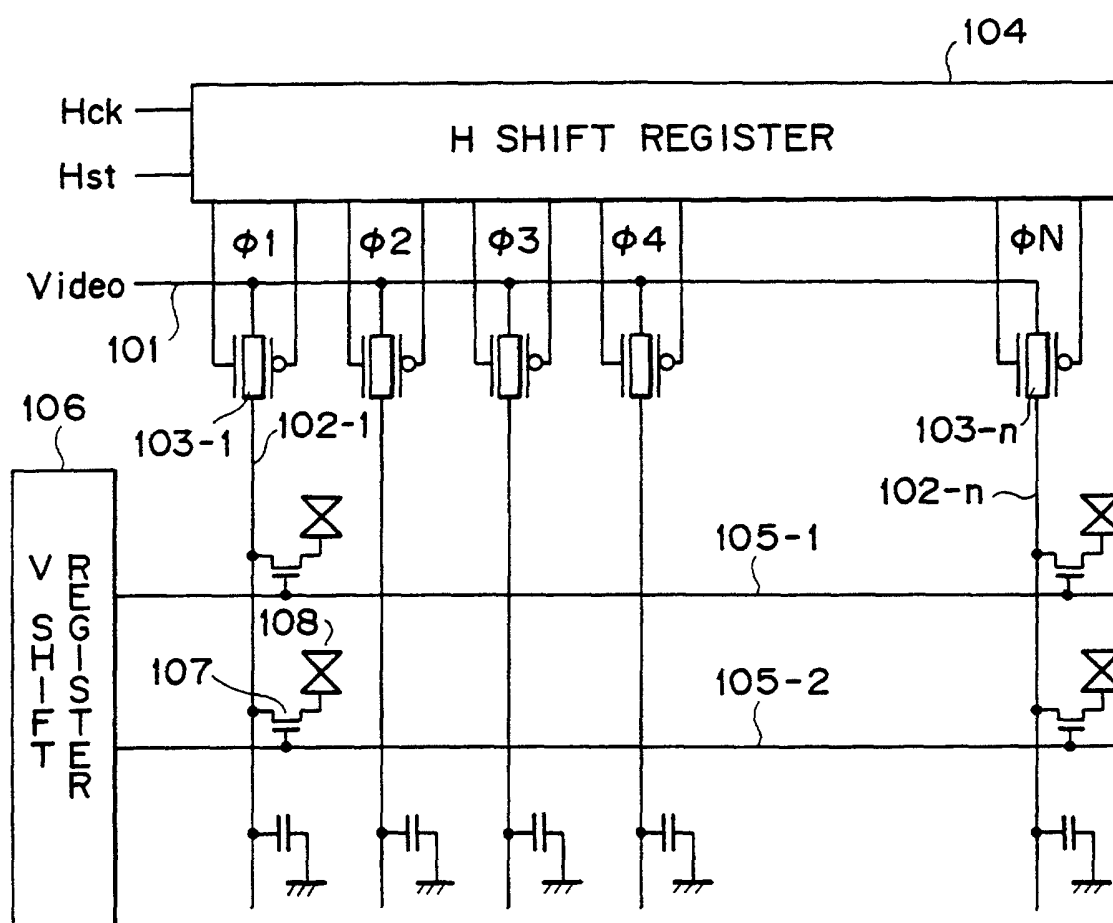 104
Hck
H SHIFT REGISTER
Hst
φ1 φ2 φ3 φ4 φN
Video
101
106
103-1
102-1
103-n
102-n
105-1
V SHIFT REGISTER
108
107
105-2